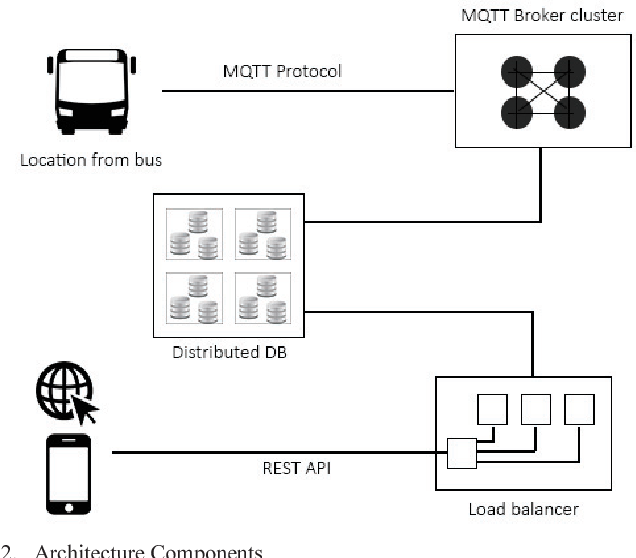 MQTT Broker cluster
MQTT Protocol
Location from bus
Distributed DB
REST API
Load balancer
2. Architecture Components